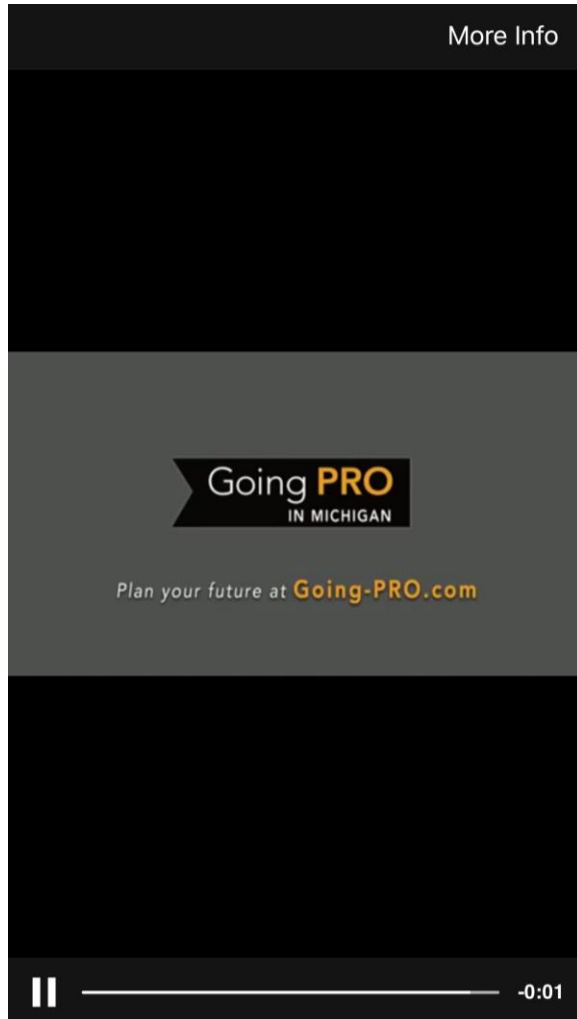 More Info
Going PRO
IN MICHIGAN
Plan your future at Going-PRO.com
-0:01